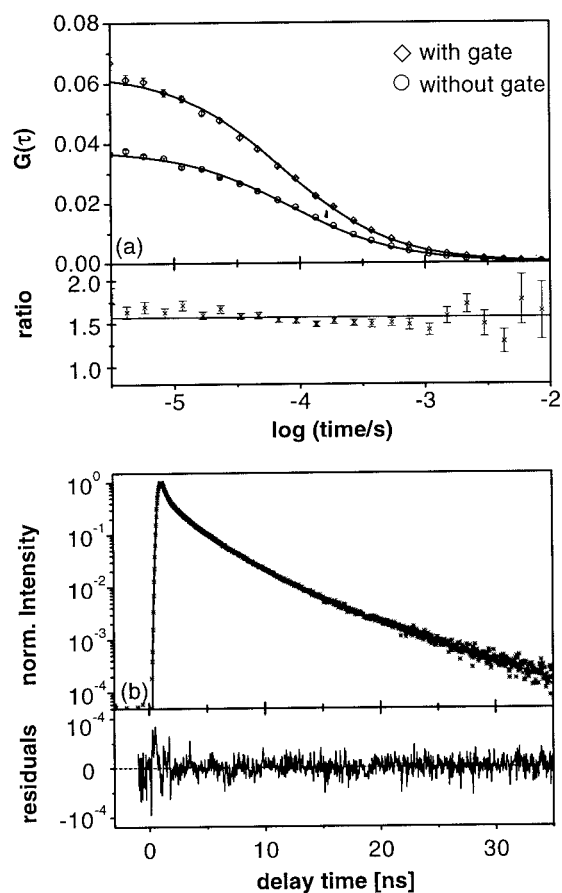 0.08
with gate
without gate
0.06
G(τ)
0.04
0.02
(a)
0.00
2.0
ratio
1.5
1.0
-5 -4 -3 -2
log (time/s)
10⁰
10⁻¹
norm. Intensity
10⁻²
10⁻³
(b)
10⁻⁴
10⁻⁴
residuals
0
-10⁻⁴
0 10 20 30
delay time [ns]